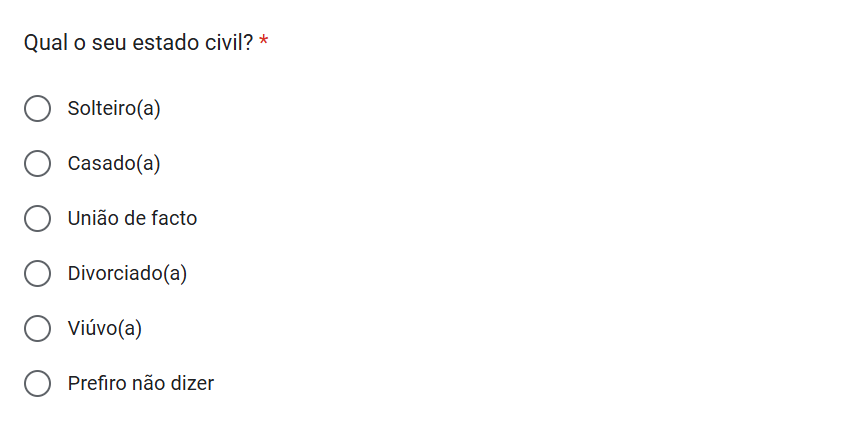 Qual o seu estado civil? *
Solteiro(a)
Casado(a)
União de facto
Divorciado(a)
Viúvo(a)
Prefiro não dizer